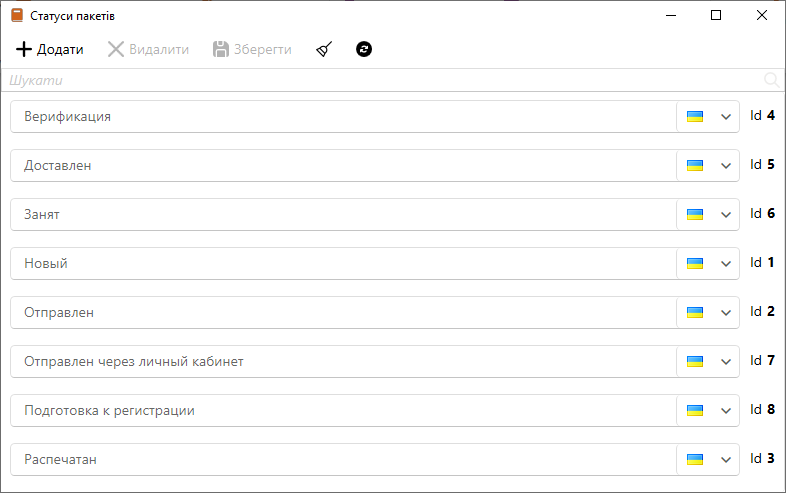 Статуси пакетів
Додати Видалити Зберегти
Шукати
Верификация Id 4
Доставлен Id 5
Занят Id 6
Новый Id 1
Отправлен Id 2
Отправлен через личный кабинет Id 7
Подготовка к регистрации Id 8
Распечатан Id 3